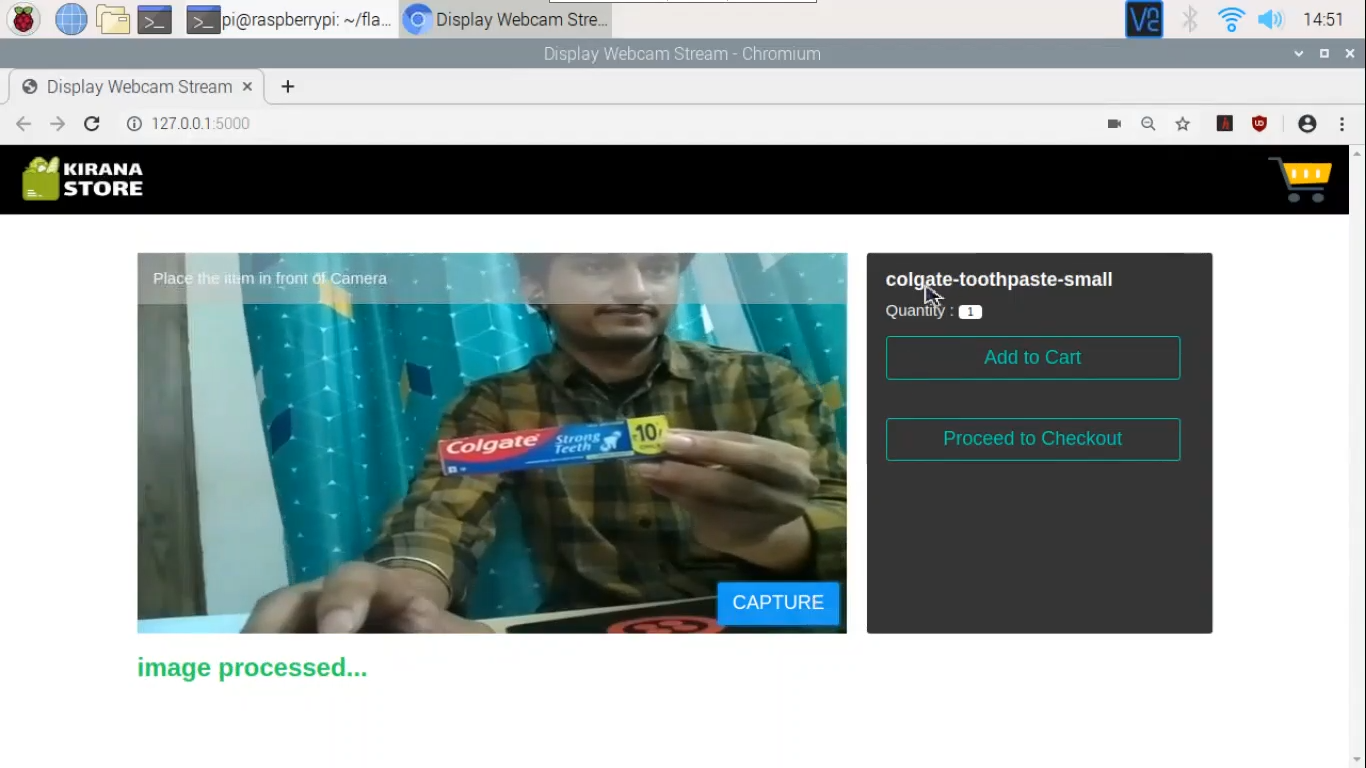 pi@raspberrypi: ~/fla...
Display Webcam Stre...
14:51
Display Webcam Stream - Chromium
Display Webcam Stream
127.0.0.1:5000
KIRANA
STORE
Place the item in front of Camera
Colgate
Strong
Teeth
10/-
CAPTURE
colgate-toothpaste-small
Quantity : 1
Add to Cart
Proceed to Checkout
image processed...